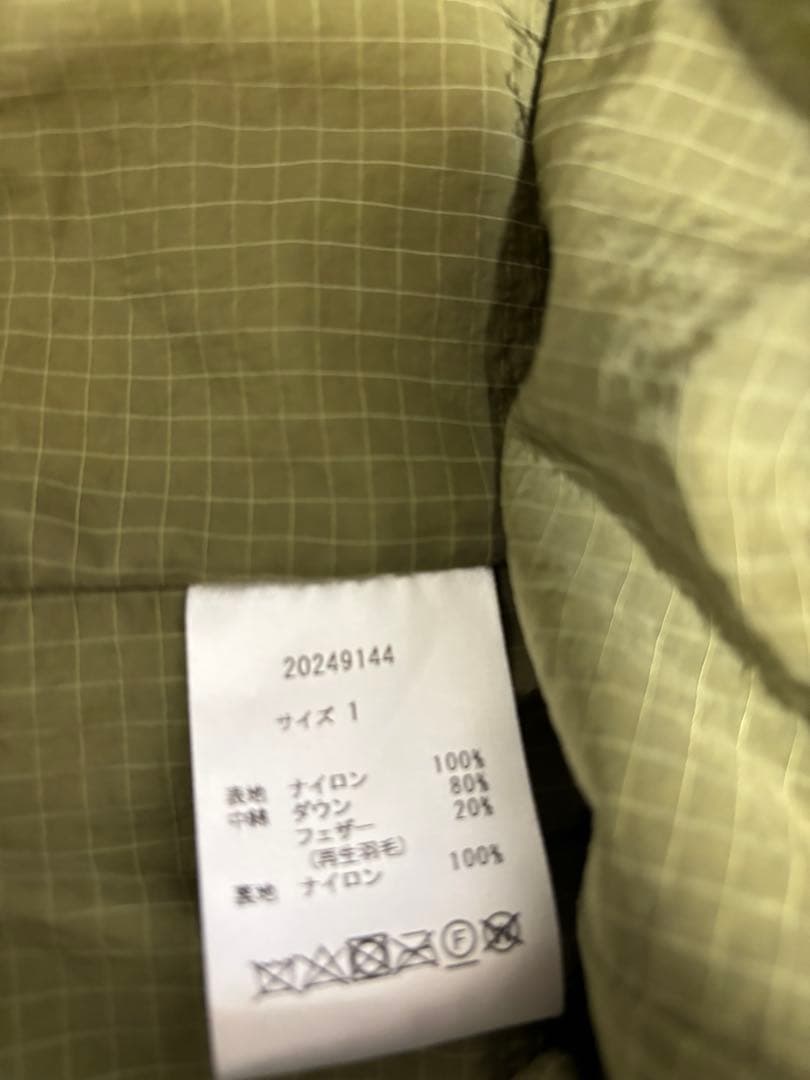 20249144
サイズ 1
表地 ナイロン 100%
中綿 ダウン 80%
フェザー 20%
(再生羽毛)
裏地 ナイロン 100%
F